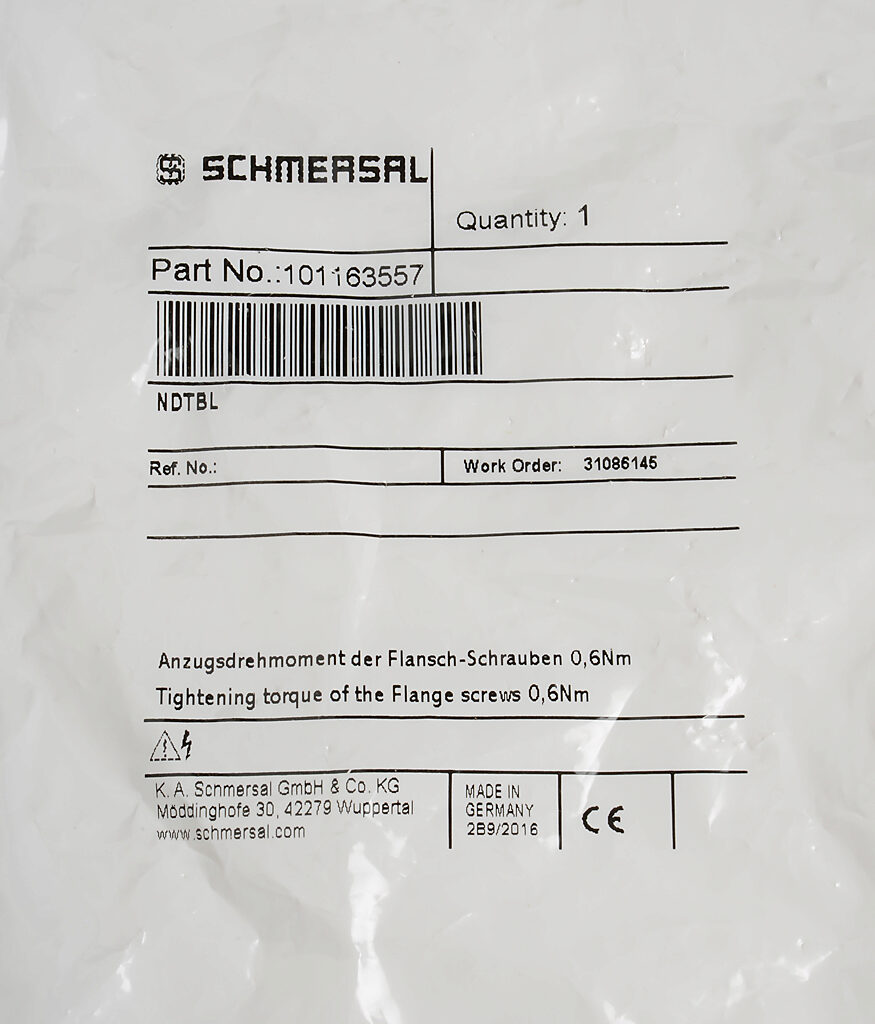 SCHMERSAL
Quantity: 1
Part No.:101163557
NDTBL
Ref. No.:
Work Order: 31086145
Anzugsdrehmoment der Flansch-Schrauben 0,6Nm
Tightening torque of the Flange screws 0,6Nm
K. A. Schmersal GmbH & Co. KG
Möddinghofe 30, 42279 Wuppertal
www.schmersal.com
MADE IN
GERMANY
2B9/2016
CE